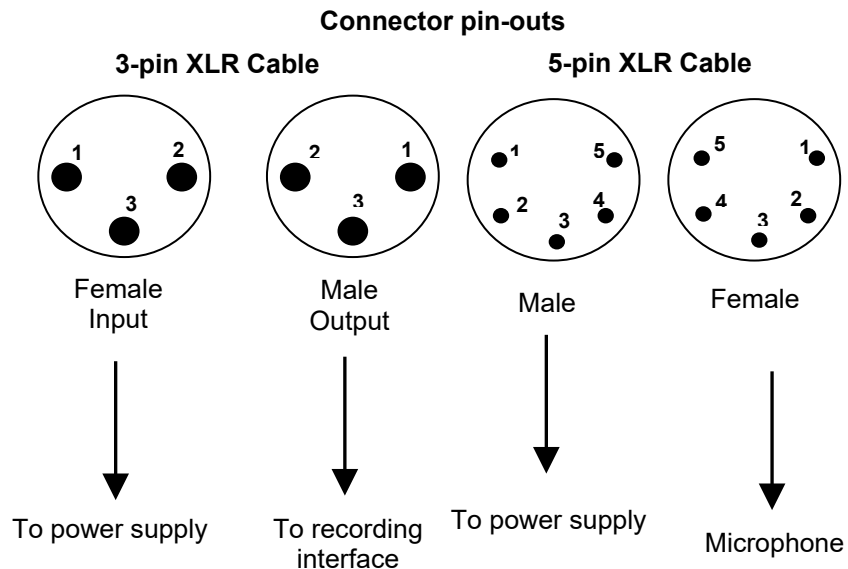 Connector pin-outs
3-pin XLR Cable
5-pin XLR Cable
1
2
3
2
1
3
1
5
2
4
3
5
1
4
2
3
Female
Input
Male
Output
Male
Female
To power supply
To recording
interface
To power supply
Microphone